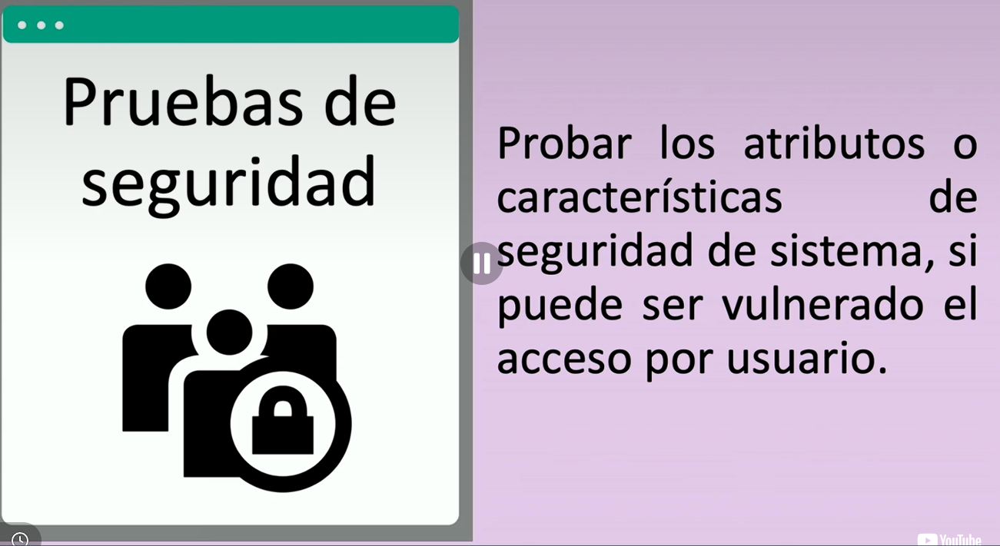 Pruebas de
seguridad
Probar los atributos o
características de
seguridad de sistema, si
puede ser vulnerado el
acceso por usuario.
YouTube